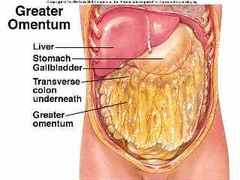 Greater
Omentum
Liver
Stomach
Gallbladder
Transverse
colon
underneath
Greater
omentum